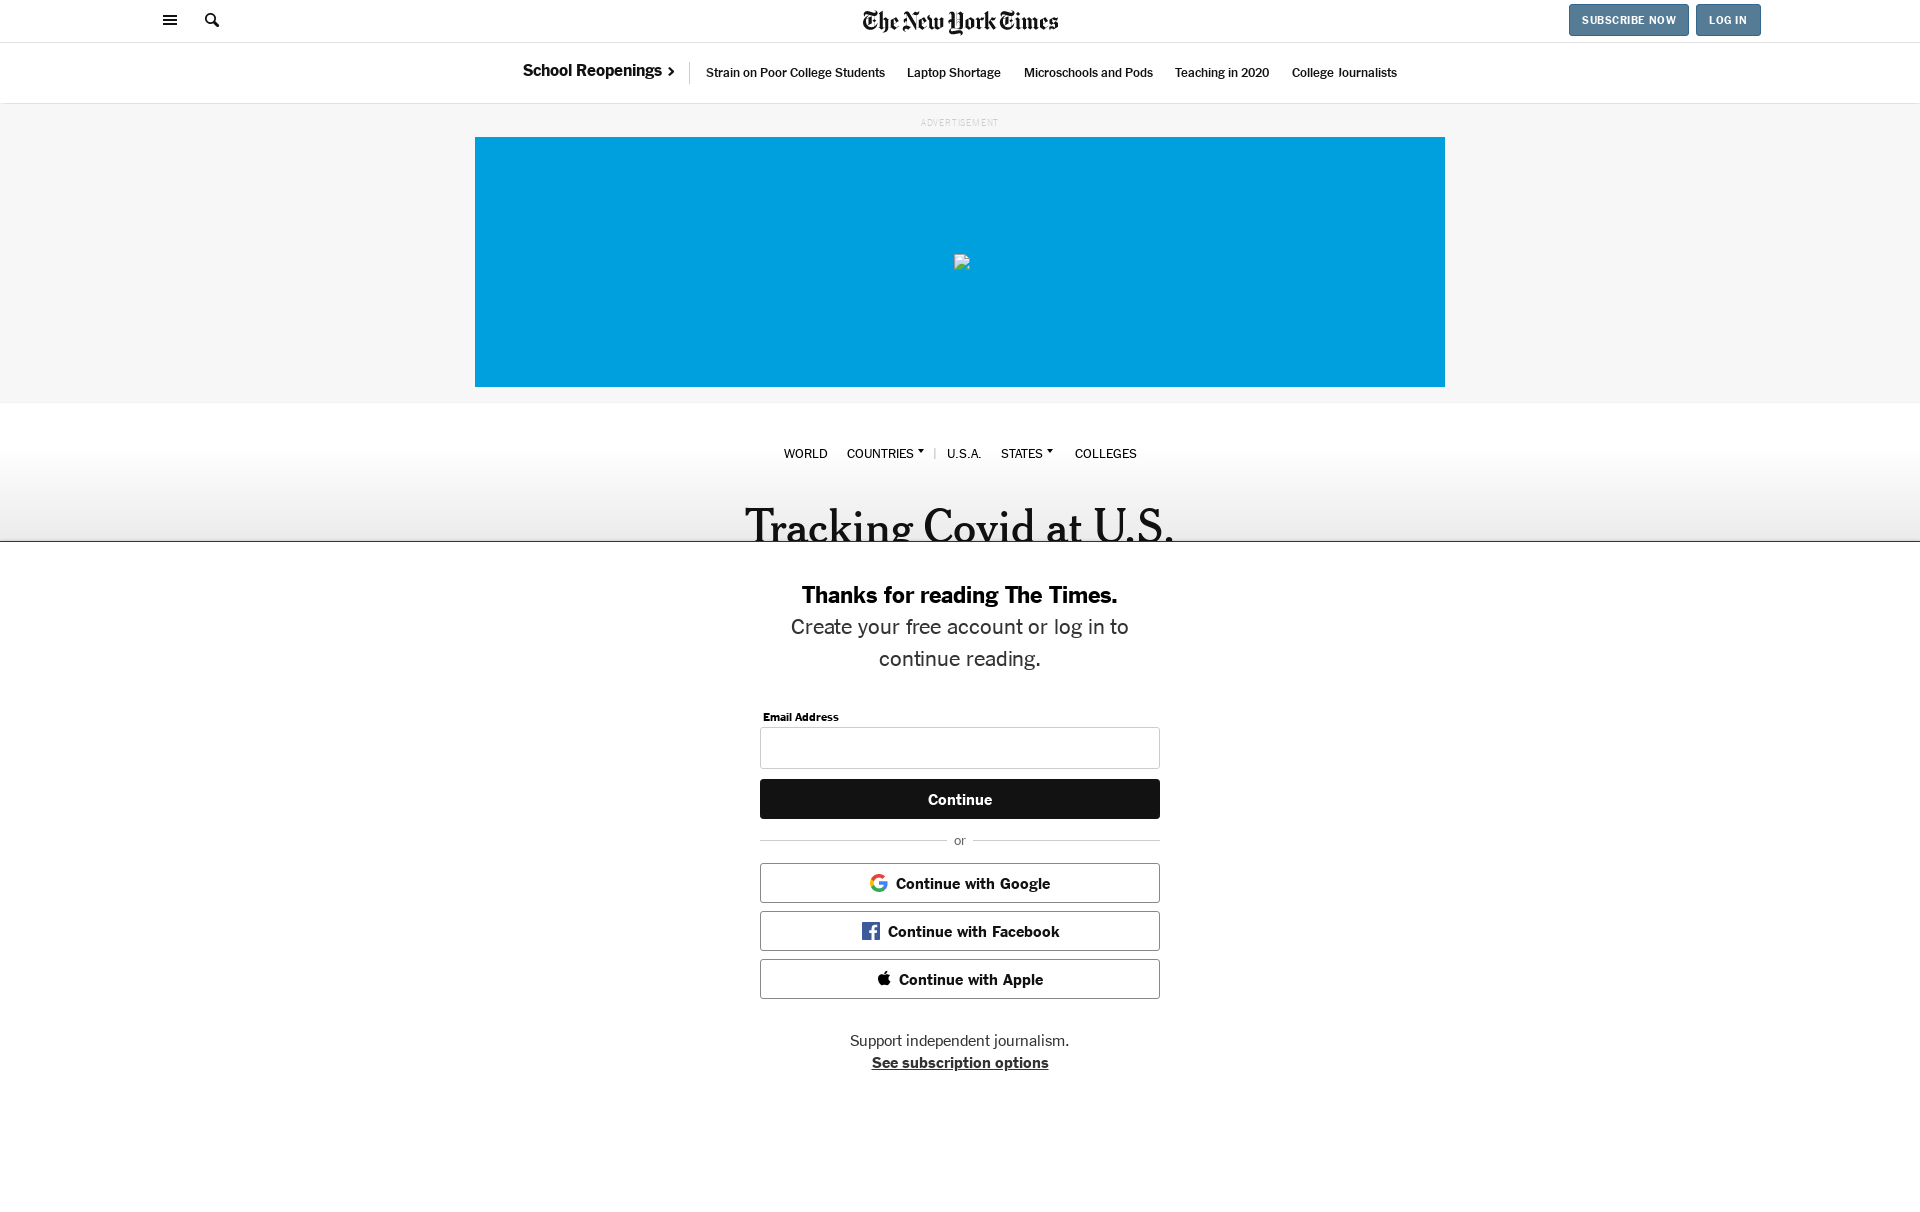 The New York Times
SUBSCRIBE NOW
LOG IN
School Reopenings
Strain on Poor College Students
Laptop Shortage
Microschools and Pods
Teaching in 2020
College Journalists
ADVERTISEMENT
WORLD
COUNTRIES
U.S.A.
STATES
COLLEGES
Tracking Covid at U.S.
Thanks for reading The Times.
Create your free account or log in to
continue reading.
Email Address
Continue
or
Continue with Google
Continue with Facebook
Continue with Apple
Support independent journalism.
See subscription options